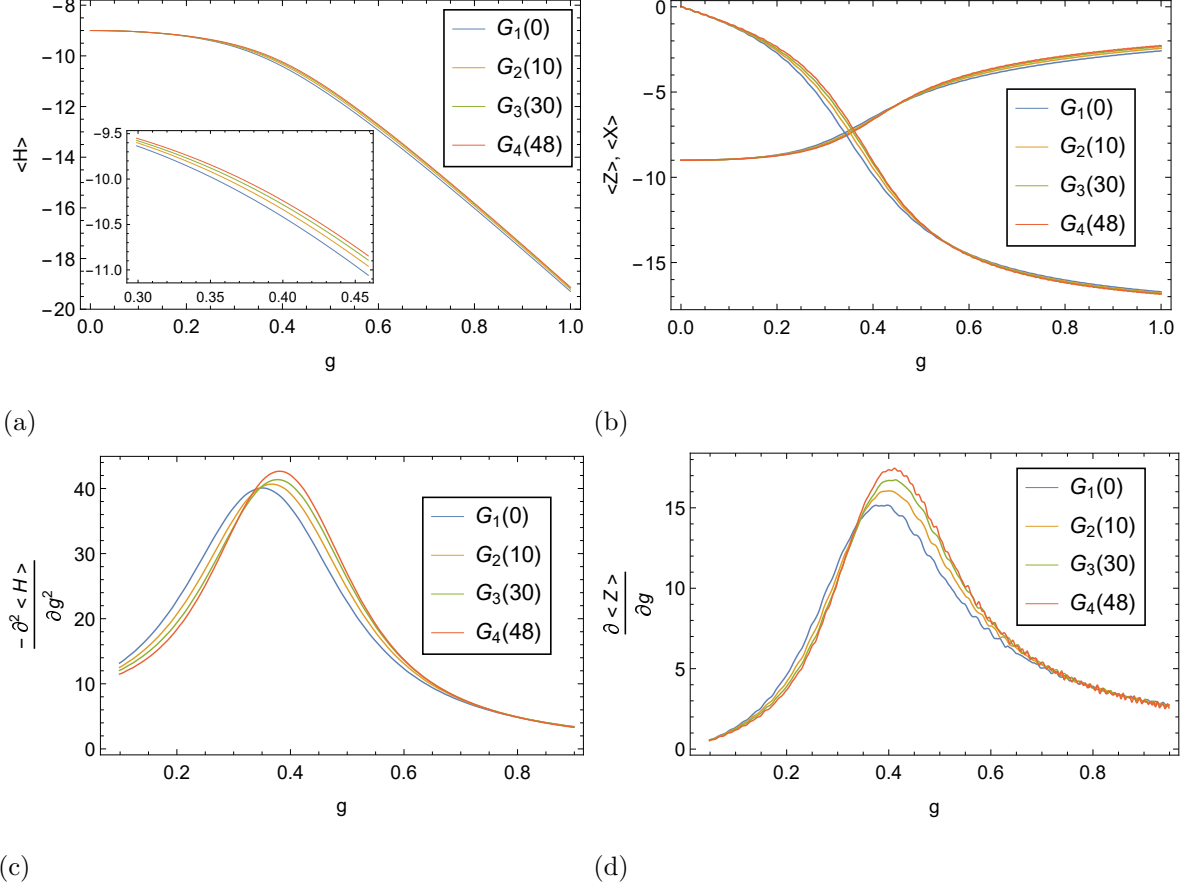 −8
−10
−12
−14
−16
−18
−20
<H>
0.0 0.2 0.4 0.6 0.8 1.0
g
G1(0)
G2(10)
G3(30)
G4(48)
−9.5
−10.0
−10.5
−11.0
0.30 0.35 0.40 0.45
(a)
0
−5
−10
−15
<Z>, <X>
0.0 0.2 0.4 0.6 0.8 1.0
g
G1(0)
G2(10)
G3(30)
G4(48)
(b)
40
30
20
10
0
− ∂² < H >
∂g²
0.2 0.4 0.6 0.8
g
G1(0)
G2(10)
G3(30)
G4(48)
(c)
15
10
5
0
∂ < Z >
∂g
0.2 0.4 0.6 0.8
g
G1(0)
G2(10)
G3(30)
G4(48)
(d)